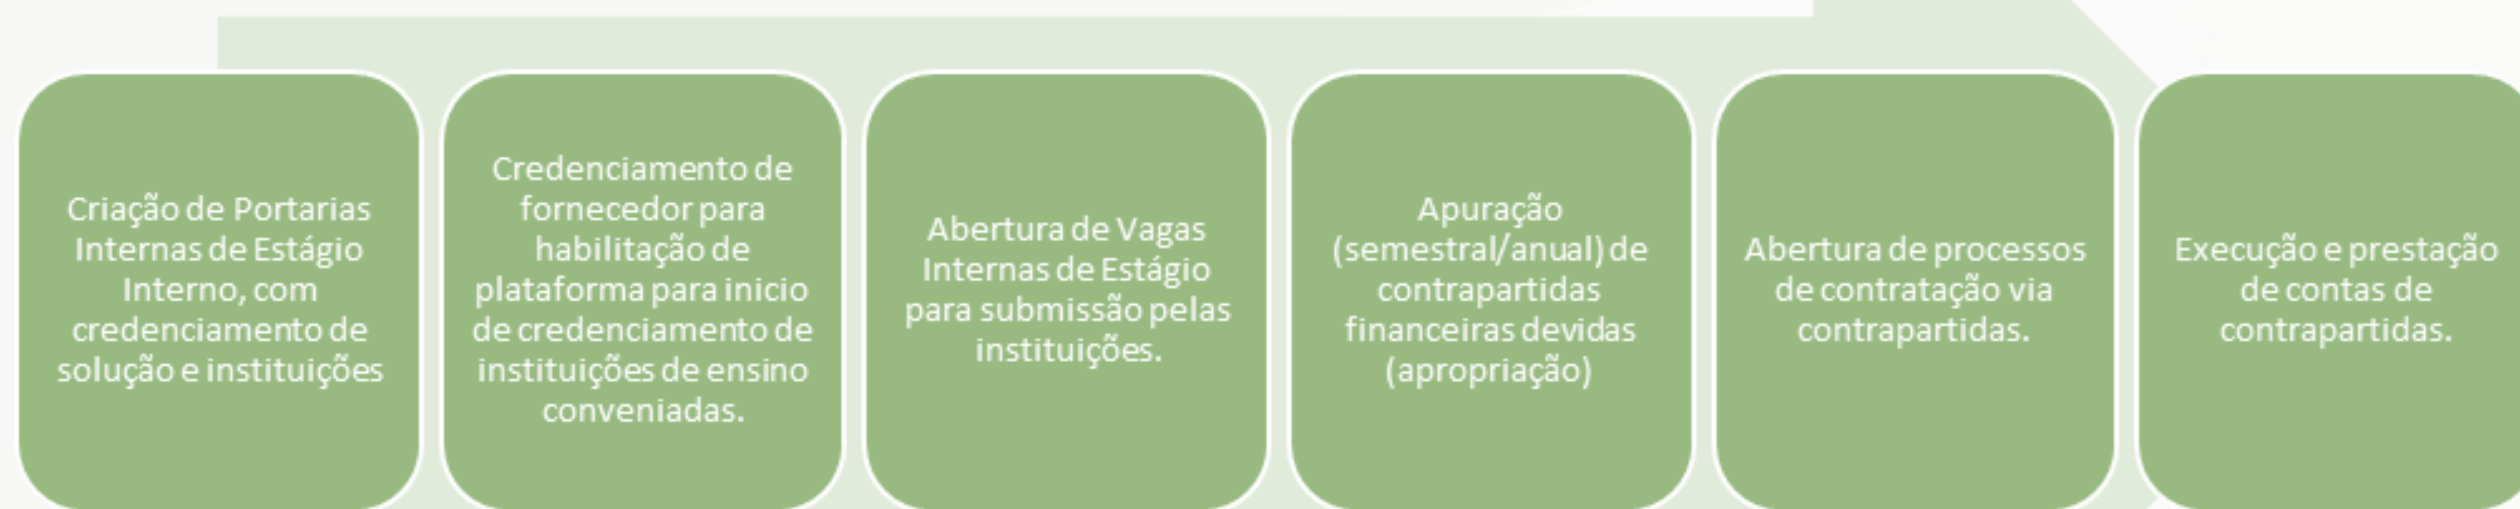 Criação de Portarias
Internas de Estágio
Interno, com
credenciamento de
solução e instituições
Credenciamento de
fornecedor para
habilitação de
plataforma para inicio
de credenciamento de
instituições de ensino
conveniadas.
Abertura de Vagas
Internas de Estágio
para submissão pelas
instituições.
Apuração
(semestral/anual) de
contrapartidas
financeiras devidas
(apropriação)
Abertura de processos
de contratação via
contrapartidas.
Execução e prestação
de contas de
contrapartidas.